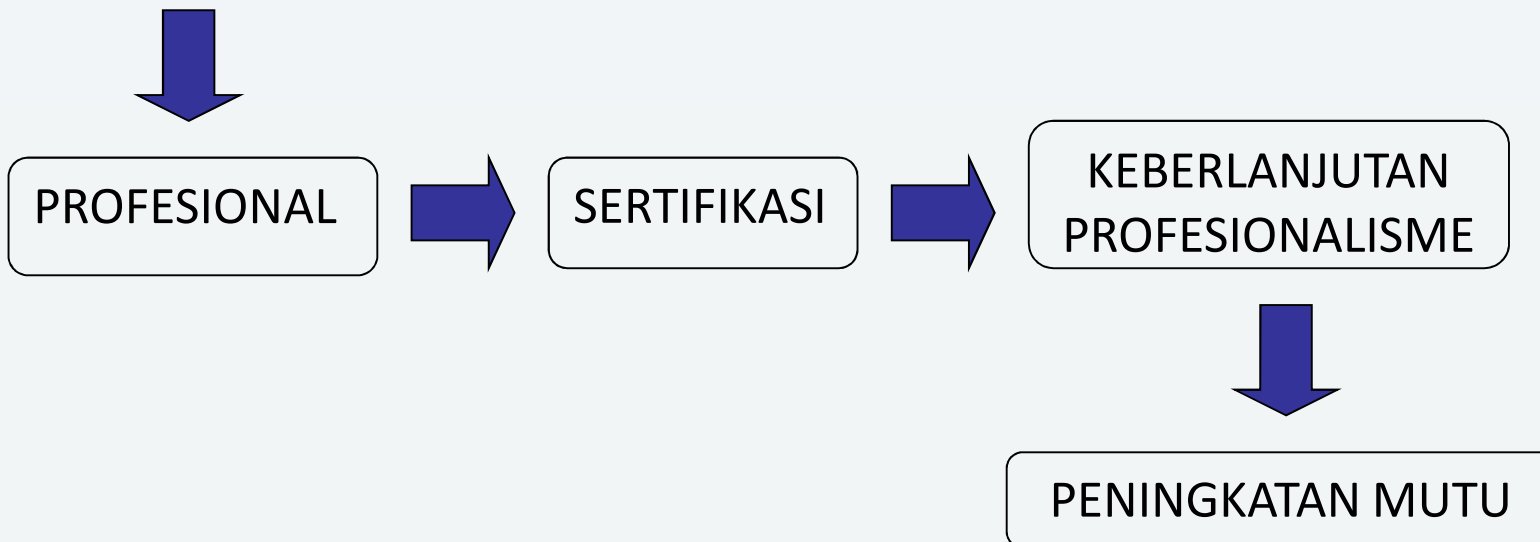 PROFESIONAL
SERTIFIKASI
KEBERLANJUTAN
PROFESIONALISME
PENINGKATAN MUTU